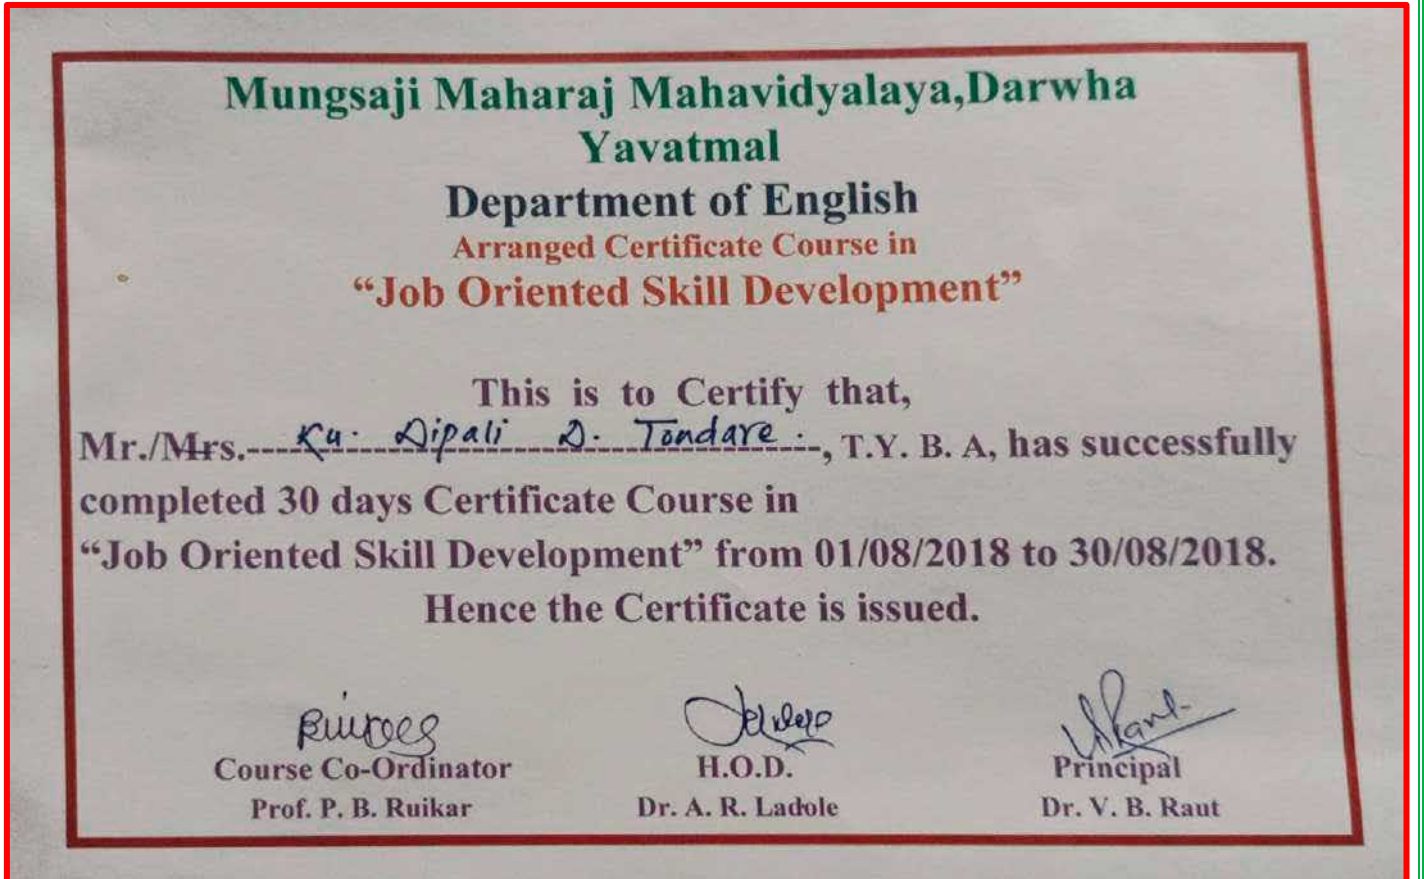 Mungsaji Maharaj Mahavidyalaya,Darwha
Yavatmal
Department of English
Arranged Certificate Course in
“Job Oriented Skill Development”
This is to Certify that,
Mr./Mrs.----Ku. Dipali D. Tondare.-, T.Y. B. A, has successfully
completed 30 days Certificate Course in
“Job Oriented Skill Development” from 01/08/2018 to 30/08/2018.
Hence the Certificate is issued.
Course Co-Ordinator H.O.D. Principal
Prof. P. B. Ruikar Dr. A. R. Ladole Dr. V. B. Raut